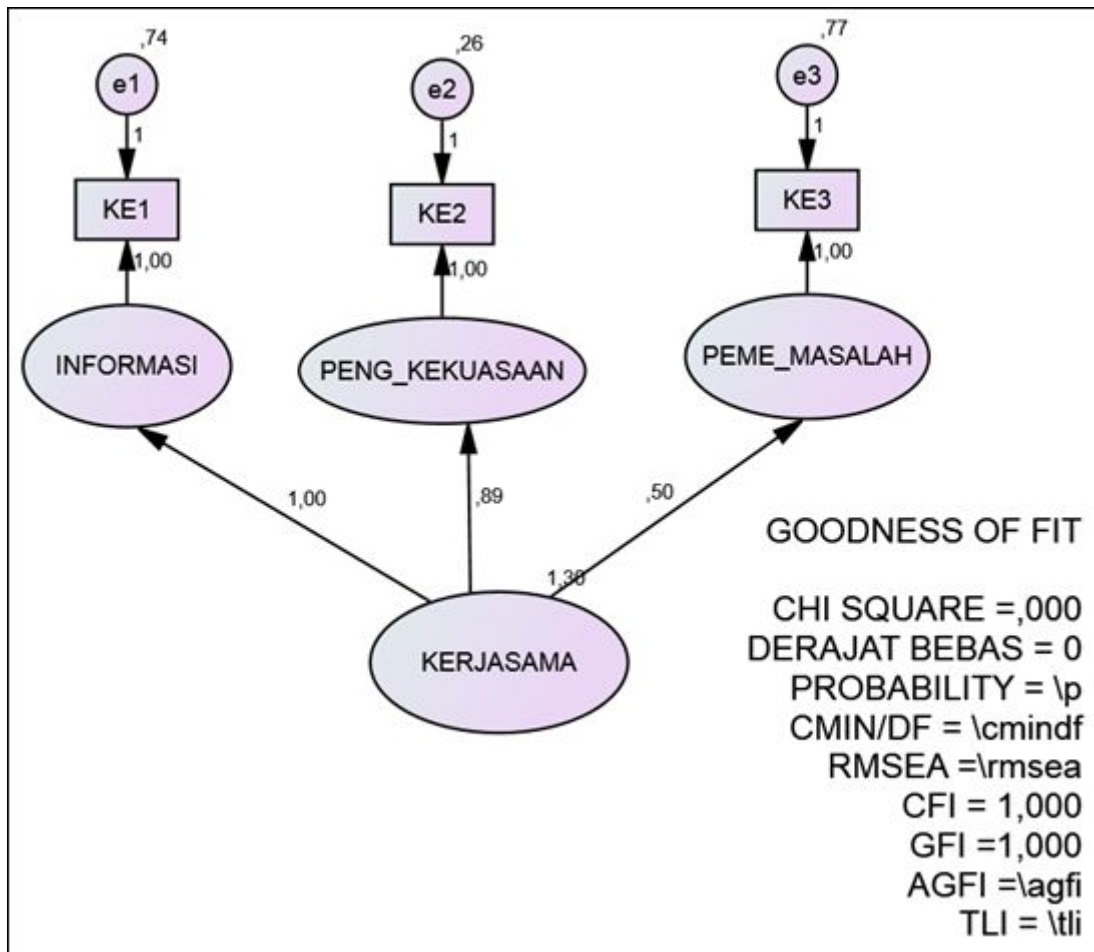 ,74
,26
,77
e1
e2
e3
1
1
1
KE1
KE2
KE3
1,00
1,00
1,00
INFORMASI
PENG_KEKUASAAN
PEME_MASALAH
1,00
,89
,50
1,30
KERJASAMA
GOODNESS OF FIT
CHI SQUARE =,000
DERAJAT BEBAS = 0
PROBABILITY = \p
CMIN/DF = \cmindf
RMSEA =\rmsea
CFI = 1,000
GFI =1,000
AGFI =\agfi
TLI = \tli